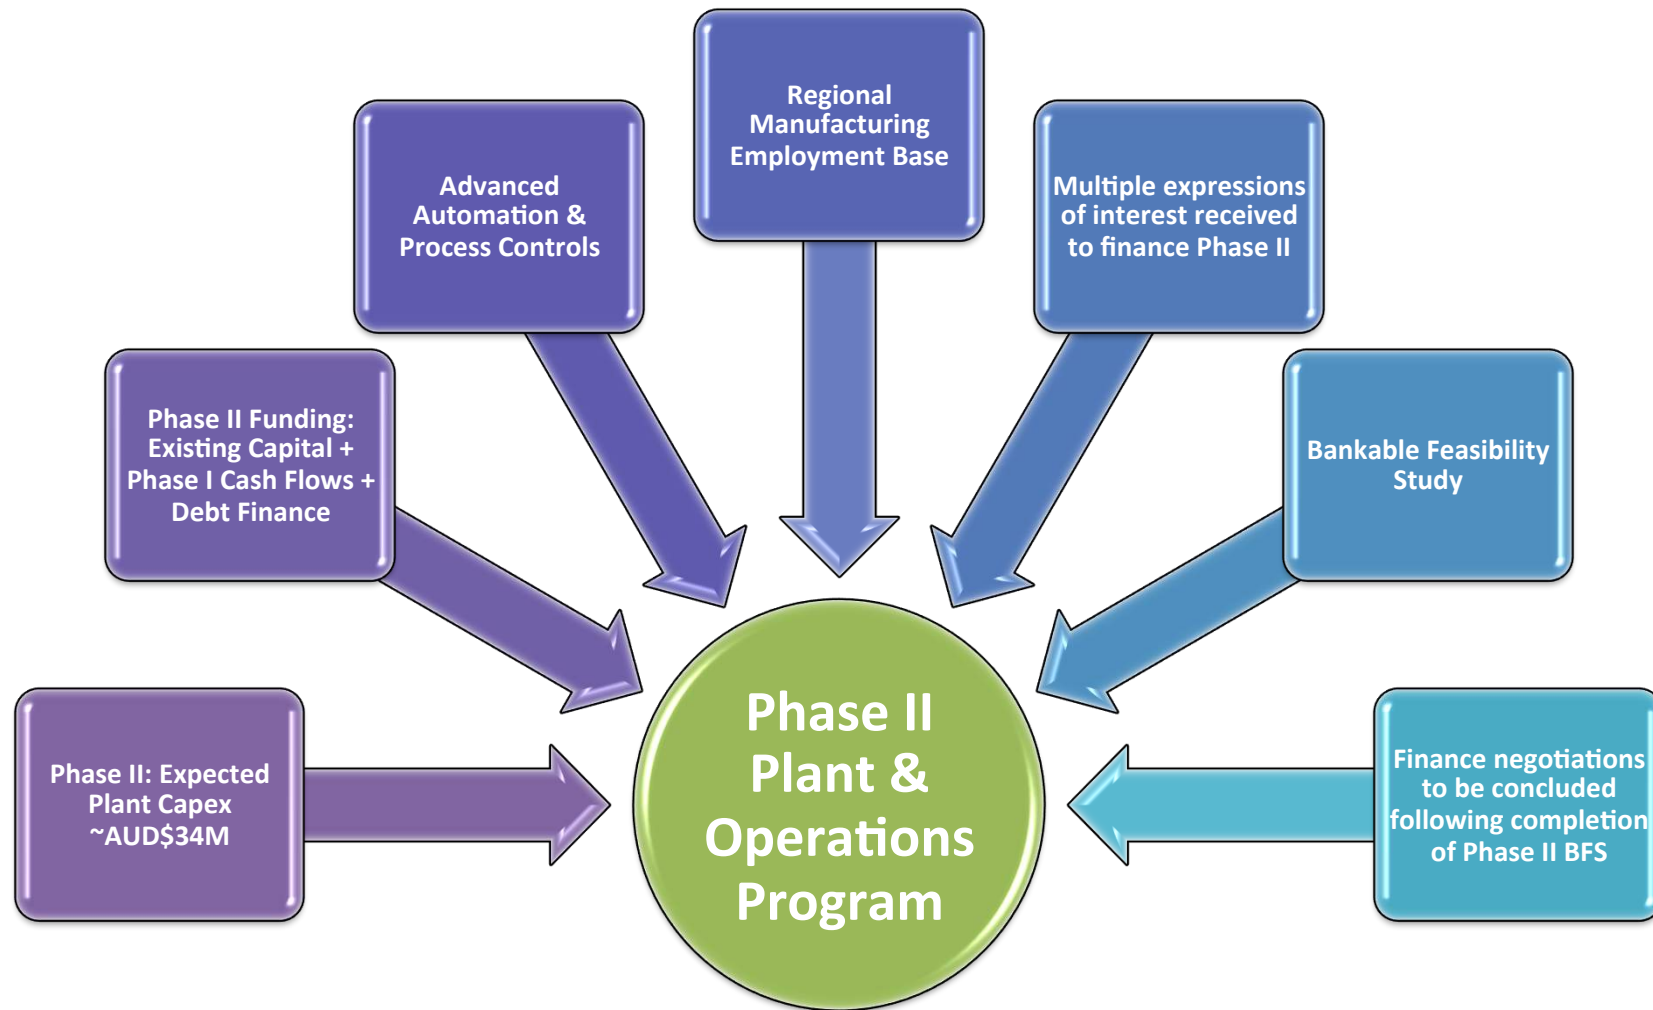 Regional
Manufacturing
Employment Base
Advanced
Automation &
Process Controls
Multiple expressions
of interest received
to finance Phase II
Phase II Funding:
Existing Capital +
Phase I Cash Flows +
Debt Finance
Bankable Feasibility
Study
Phase II: Expected
Plant Capex
~AUD$34M
Phase II
Plant &
Operations
Program
Finance negotiations
to be concluded
following completion
of Phase II BFS